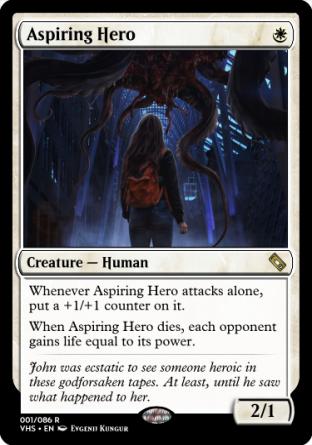 Aspiring Hero
Creature — Human
Whenever Aspiring Hero attacks alone,
put a +1/+1 counter on it.
When Aspiring Hero dies, each opponent
gains life equal to its power.
John was ecstatic to see someone heroic in
these godforsaken tapes. At least, until he saw
what happened to her.
001/086 R
VHS • EN Evgenii Kungur
2/1